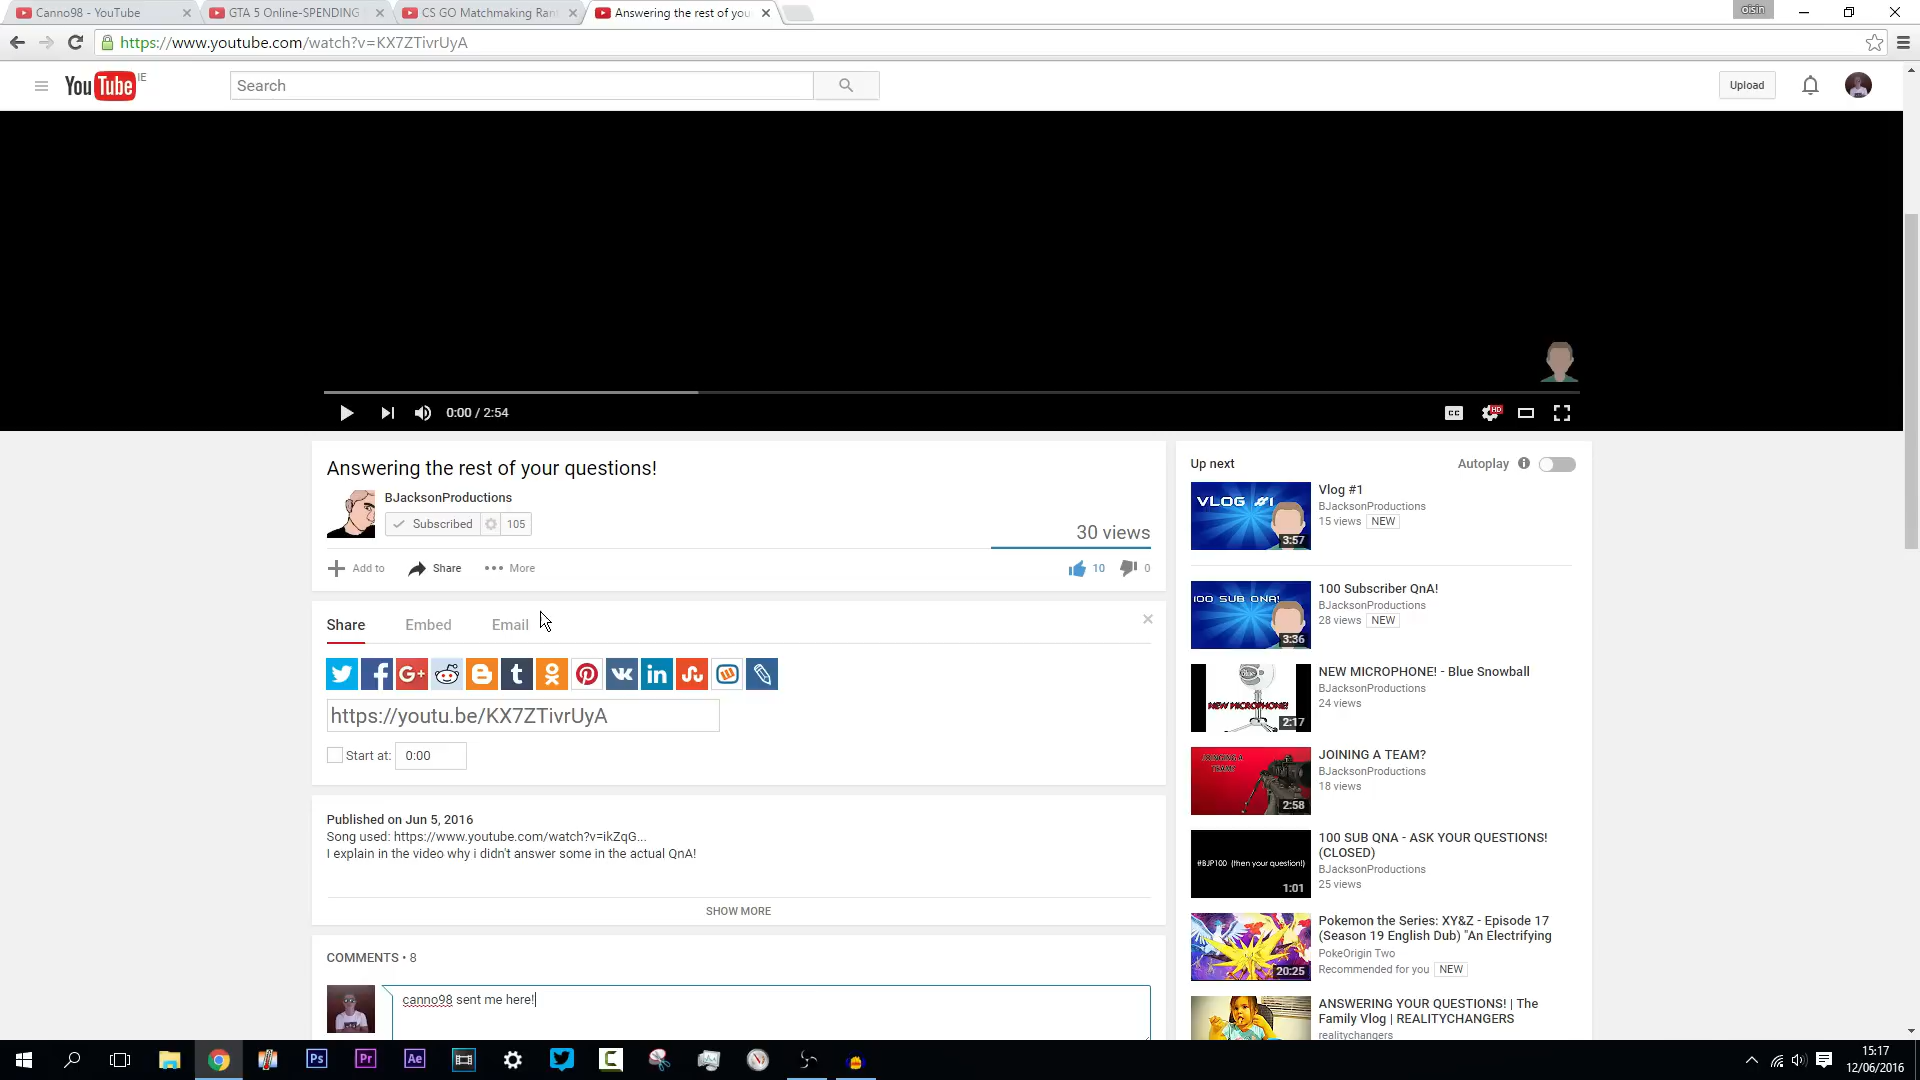 Canno98 - YouTube
GTA 5 Online-SPENDING
CS GO Matchmaking Ran
Answering the rest of you
oisin
https://www.youtube.com/watch?v=KX7ZTivrUyA
YouTube IE
Search
Upload
0:00 / 2:54
CC
HD
Answering the rest of your questions!
BJacksonProductions
Subscribed 105
30 views
Add to
Share
More
10
0
Share
Embed
Email
https://youtu.be/KX7ZTivrUyA
Start at: 0:00
Published on Jun 5, 2016
Song used: https://www.youtube.com/watch?v=ikZqG...
I explain in the video why i didn't answer some in the actual QnA!
SHOW MORE
COMMENTS • 8
canno98 sent me here!
Up next
Autoplay
VLOG #1
3:57
Vlog #1
BJacksonProductions
15 views NEW
100 SUB QNA!
3:36
100 Subscriber QnA!
BJacksonProductions
28 views NEW
NEW MICROPHONE!
2:17
NEW MICROPHONE! - Blue Snowball
BJacksonProductions
24 views
JOINING A
TEAM?
2:58
JOINING A TEAM?
BJacksonProductions
18 views
#BJP100 (then your question!)
1:01
100 SUB QNA - ASK YOUR QUESTIONS!
(CLOSED)
BJacksonProductions
25 views
20:25
Pokemon the Series: XY&Z - Episode 17
(Season 19 English Dub) "An Electrifying
PokeOrigin Two
Recommended for you NEW
ANSWERING YOUR QUESTIONS! | The
Family Vlog | REALITYCHANGERS
realitychangers
Ps
Pr
Ae
15:17
12/06/2016